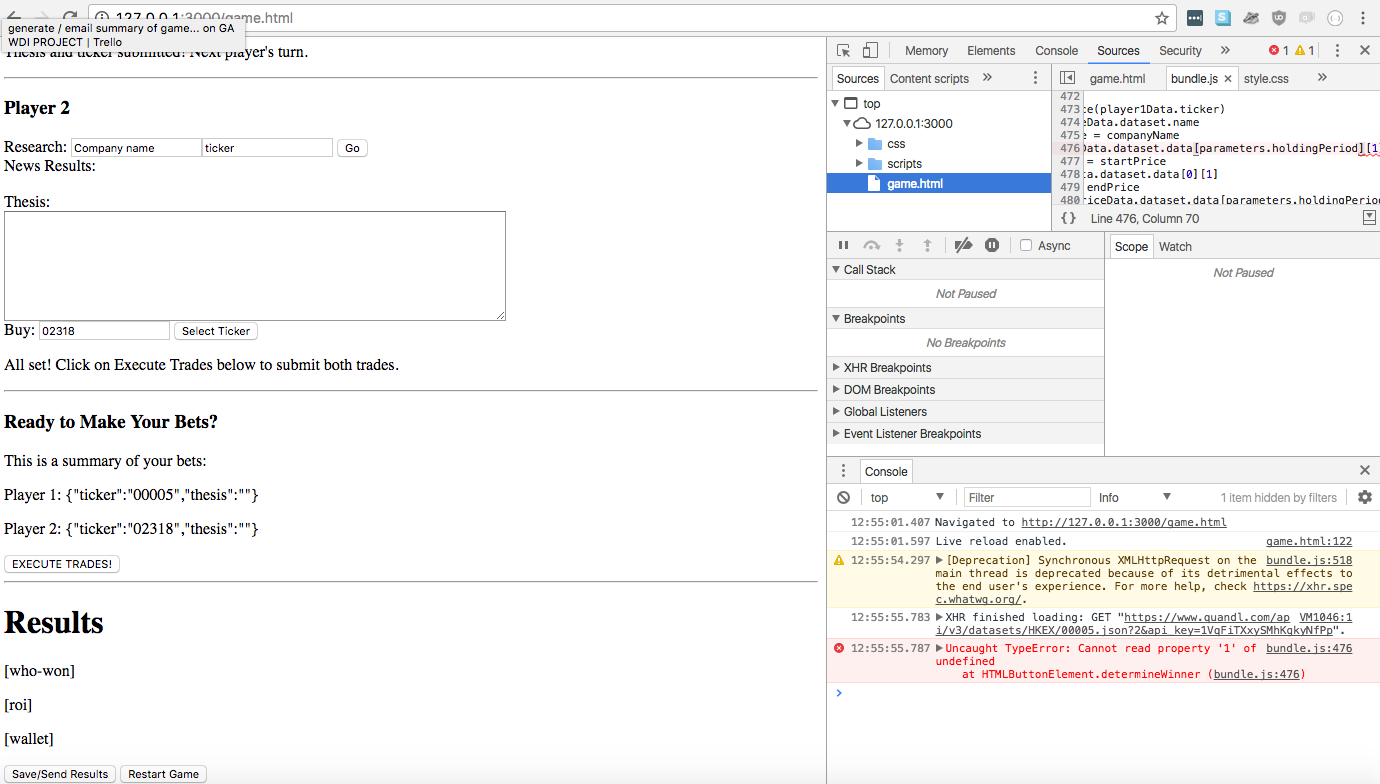 127.0.0.1:3000/game.html
generate / email summary of game... on GA
WDI PROJECT | Trello
Thesis and ticker submitted! Next player's turn.
Player 2
Research: Company name ticker Go
News Results:
Thesis:
Buy: 02318 Select Ticker
All set! Click on Execute Trades below to submit both trades.
Ready to Make Your Bets?
This is a summary of your bets:
Player 1: {"ticker":"00005","thesis":""}
Player 2: {"ticker":"02318","thesis":""}
EXECUTE TRADES!
Results
[who-won]
[roi]
[wallet]
Save/Send Results Restart Game
Memory Elements Console Sources Security » 1 1
Sources Content scripts »
top
127.0.0.1:3000
css
scripts
game.html
game.html bundle.js × style.css »
472
473 ce(player1Data.ticker)
474 eData.dataset.name
475 e = companyName
476 Data.dataset.data[parameters.holdingPeriod][1]
477 = startPrice
478 ta.dataset.data[0][1]
479 endPrice
480 riceData.dataset.data[parameters.holdingPerio
{} Line 476, Column 70
Async
Call Stack
Not Paused
Breakpoints
No Breakpoints
XHR Breakpoints
DOM Breakpoints
Global Listeners
Event Listener Breakpoints
Scope Watch
Not Paused
Console
top Filter Info 1 item hidden by filters
12:55:01.407 Navigated to http://127.0.0.1:3000/game.html
12:55:01.597 Live reload enabled. game.html:122
12:55:54.297 [Deprecation] Synchronous XMLHttpRequest on the bundle.js:518
main thread is deprecated because of its detrimental effects to
the end user's experience. For more help, check https://xhr.spe
c.whatwg.org/.
12:55:55.783 XHR finished loading: GET "https://www.quandl.com/ap VM1046:1
i/v3/datasets/HKEX/00005.json?2&api_key=1VgFiTXxySMhKqkyNfPp".
12:55:55.787 Uncaught TypeError: Cannot read property '1' of bundle.js:476
undefined
at HTMLButtonElement.determineWinner (bundle.js:476)